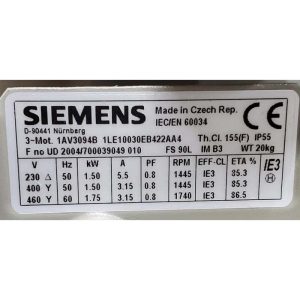 SIEMENS Made in Czech Rep. CE
D-90441 Nürnberg IEC/EN 60034
3-Mot. 1AV3094B 1LE10030EB422AA4 Th.Cl. 155(F) IP55
F no UD 2004/700039049 010 FS 90L IM B3 WT 20kg
V Hz kW A PF RPM EFF-CL ETA %
230 Δ 50 1.50 5.5 0.8 1445 IE3 85.3
400 Y 50 1.50 3.15 0.8 1445 IE3 85.3
460 Y 60 1.75 3.15 0.8 1740 IE3 86.5
IE3